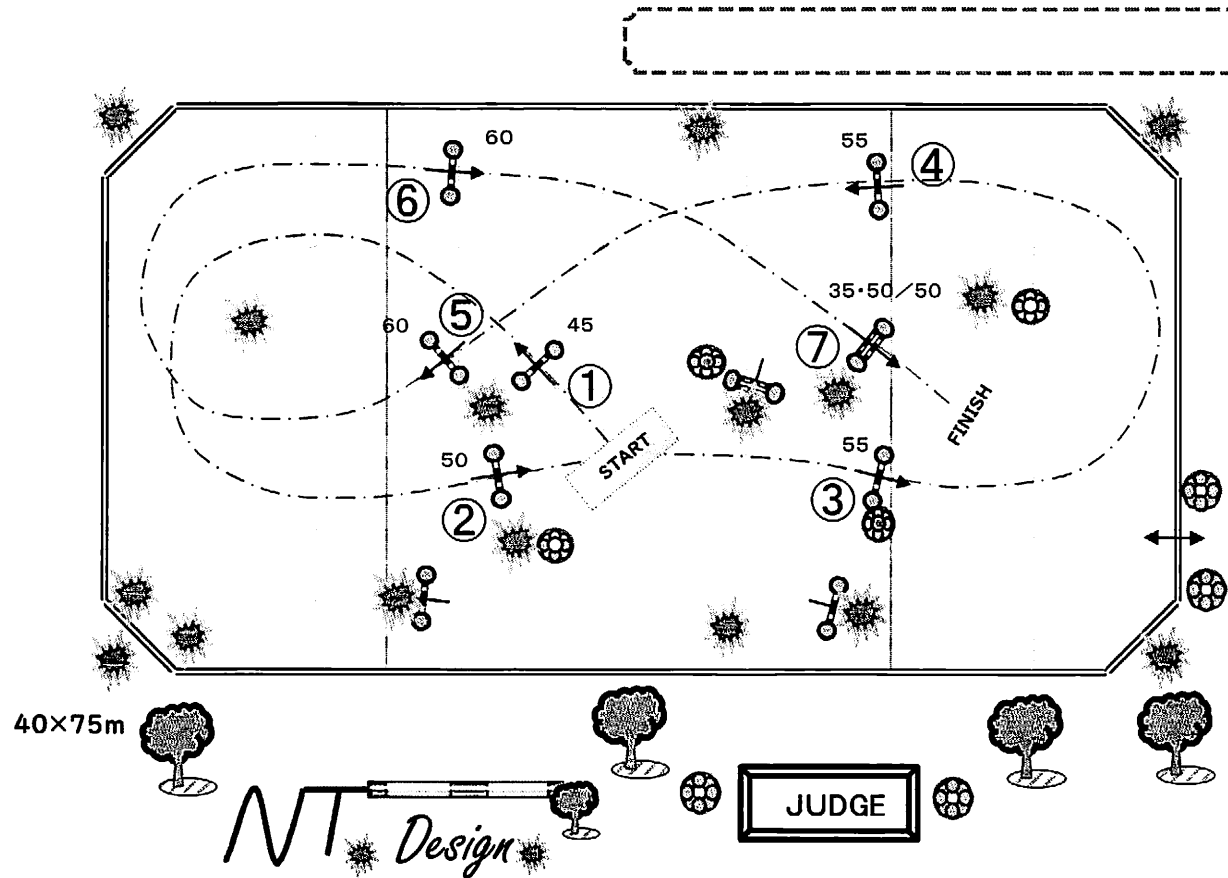 60
55
④
⑥
35・50/50
60
⑤
45
⑦
①
FINISH
START
50
55
②
③
40×75m
NT Design
JUDGE